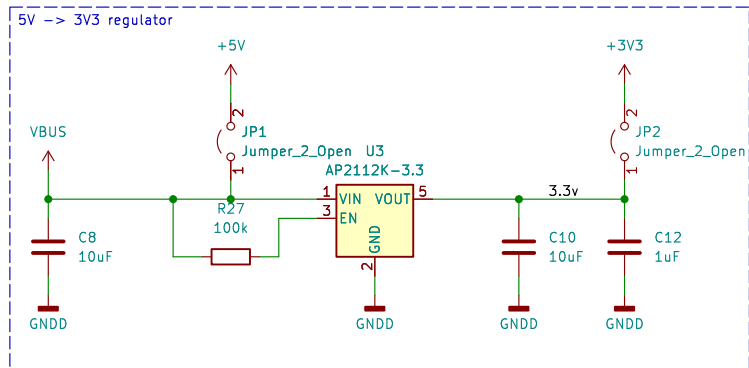 5V -> 3V3 regulator
+5V
+3V3
2
2
VBUS
JP1
JP2
Jumper_2_Open
U3
Jumper_2_Open
1
1
AP2112K-3.3
1
VIN
VOUT
5
3.3v
R27
3
EN
100k
GND
C8
10uF
C10
10uF
C12
1uF
2
GNDD
GNDD
GNDD
GNDD